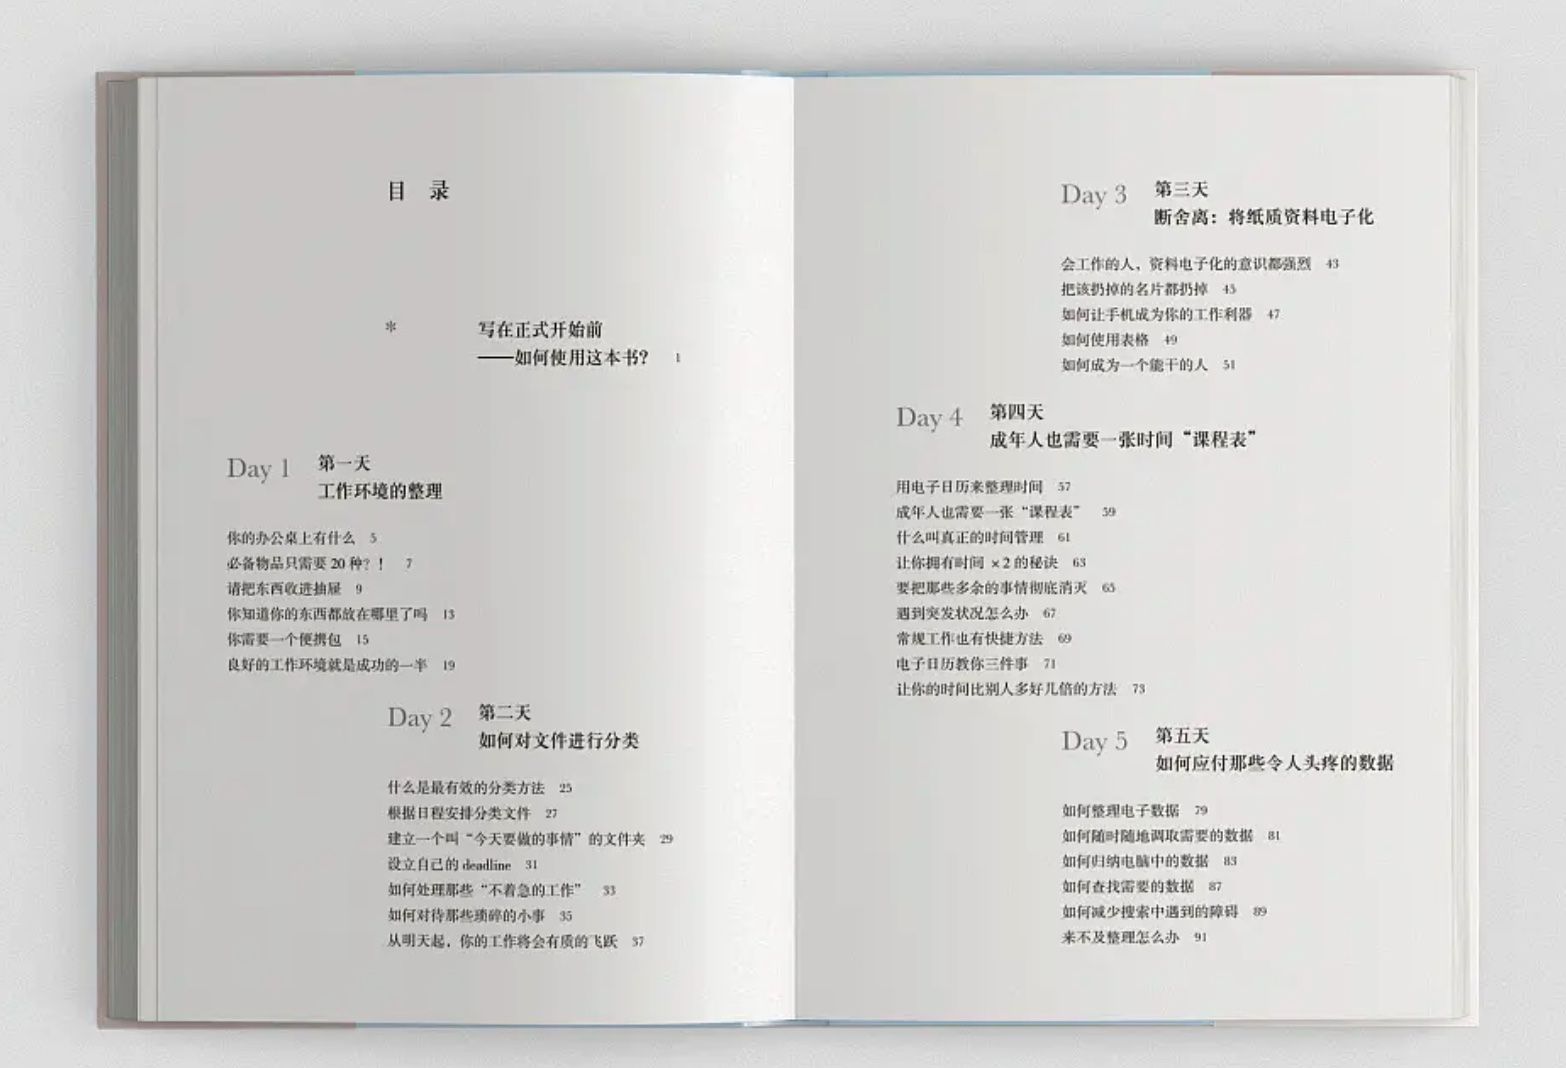 目 录
*
写在正式开始前
——如何使用这本书? 1
Day 1
第一天
工作环境的整理
你的办公桌上有什么 5
必备物品只需要 20 种?! 7
请把东西收进抽屉 9
你知道你的东西都放在哪里了吗 13
你需要一个便携包 15
良好的工作环境就是成功的一半 19
Day 2
第二天
如何对文件进行分类
什么是最有效的分类方法 25
根据日程安排分类文件 27
建立一个叫“今天要做的事情”的文件夹 29
设立自己的 deadline 31
如何处理那些“不着急的工作” 33
如何对待那些琐碎的小事 35
从明天起,你的工作将会有质的飞跃 37
Day 3
第三天
断舍离:将纸质资料电子化
会工作的人,资料电子化的意识都强烈 43
把该扔掉的名片都扔掉 45
如何让手机成为你的工作利器 47
如何使用表格 49
如何成为一个能干的人 51
Day 4
第四天
成年人也需要一张时间“课程表”
用电子日历来整理时间 57
成年人也需要一张“课程表” 59
什么叫真正的时间管理 61
让你拥有时间 ×2 的秘诀 63
要把那些多余的事情彻底消灭 65
遇到突发状况怎么办 67
常规工作也有快捷方法 69
电子日历教你三件事 71
让你的时间比别人多好几倍的方法 73
Day 5
第五天
如何应付那些令人头疼的数据
如何整理电子数据 79
如何随时随地调取需要的数据 81
如何归纳电脑中的数据 83
如何查找需要的数据 87
如何减少搜索中遇到的障碍 89
来不及整理怎么办 91